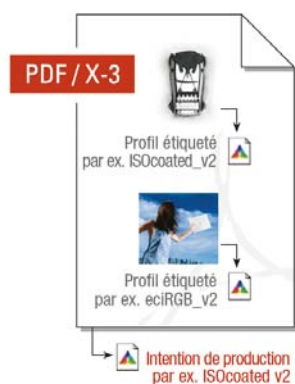 PDF/X-3
Profil étiqueté
par ex. ISOcoated_v2
Profil étiqueté
par ex. eciRGB_v2
Intention de production
par ex. ISOcoated v2